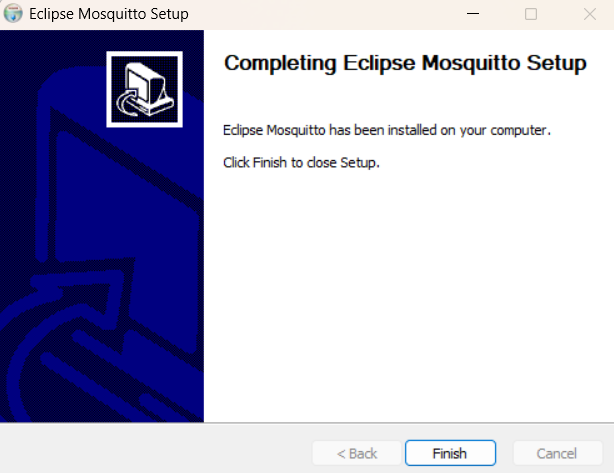 Eclipse Mosquitto Setup
Completing Eclipse Mosquitto Setup
Eclipse Mosquitto has been installed on your computer.
Click Finish to close Setup.
< Back
Finish
Cancel